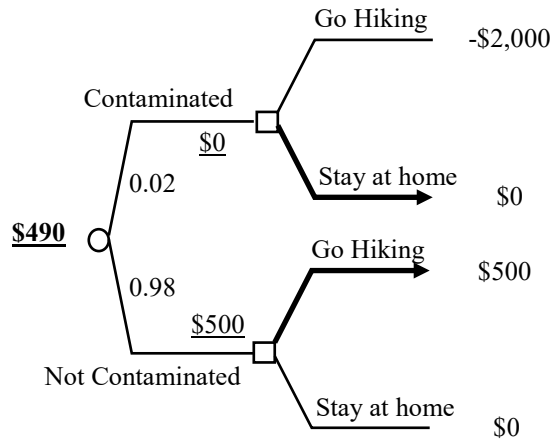 Go Hiking
-$2,000
Contaminated
$0
0.02
Stay at home
$0
$490
Go Hiking
$500
0.98
$500
Not Contaminated
Stay at home
$0